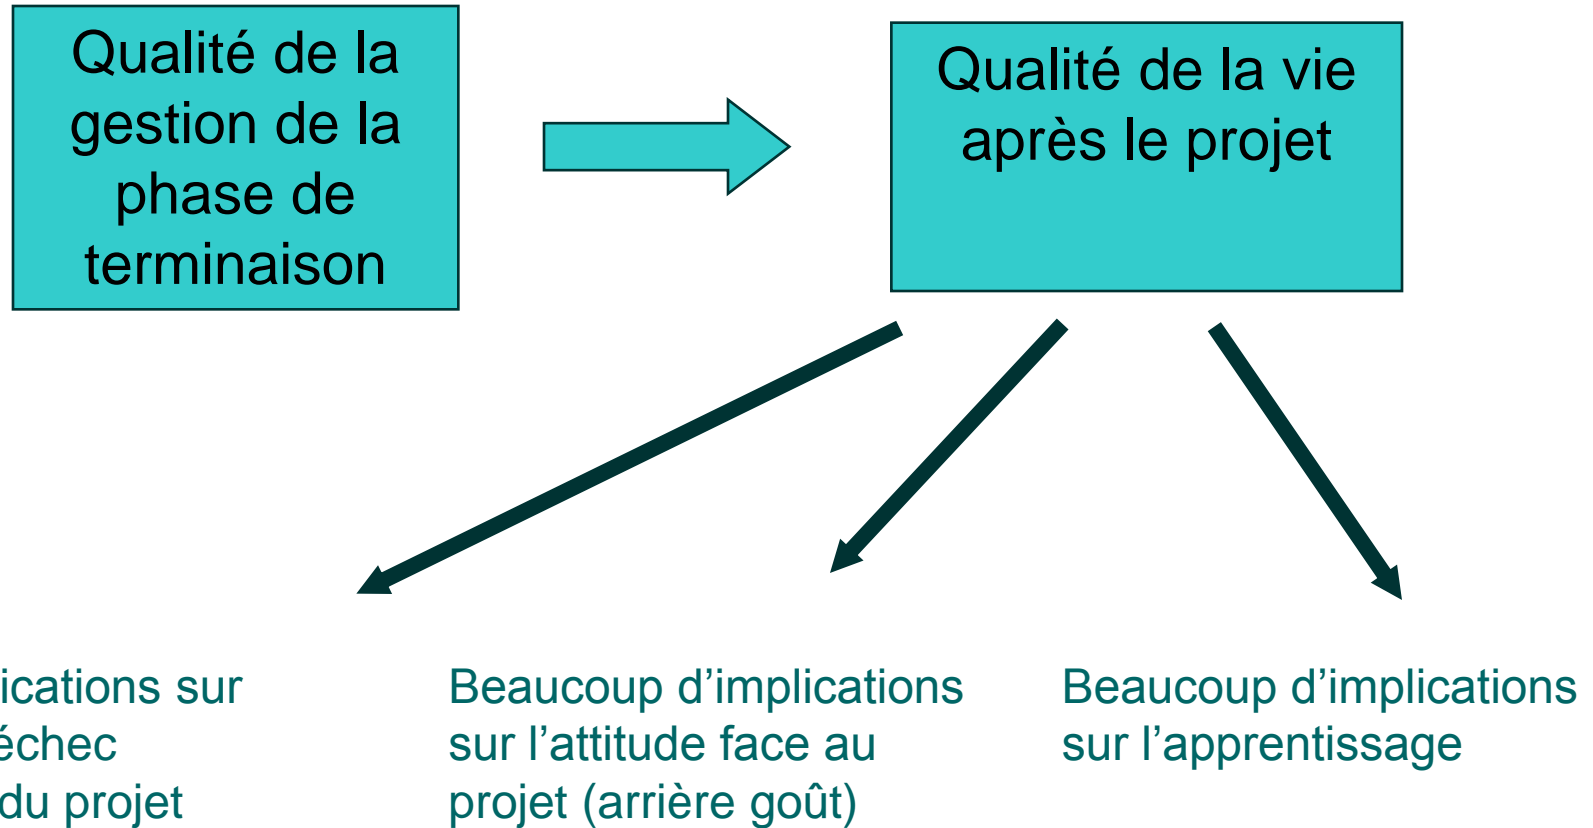 Qualité de la
gestion de la
phase de
terminaison
Qualité de la vie
après le projet
ications sur
échec
du projet
Beaucoup d’implications
sur l’attitude face au
projet (arrière goût)
Beaucoup d’implications
sur l’apprentissage